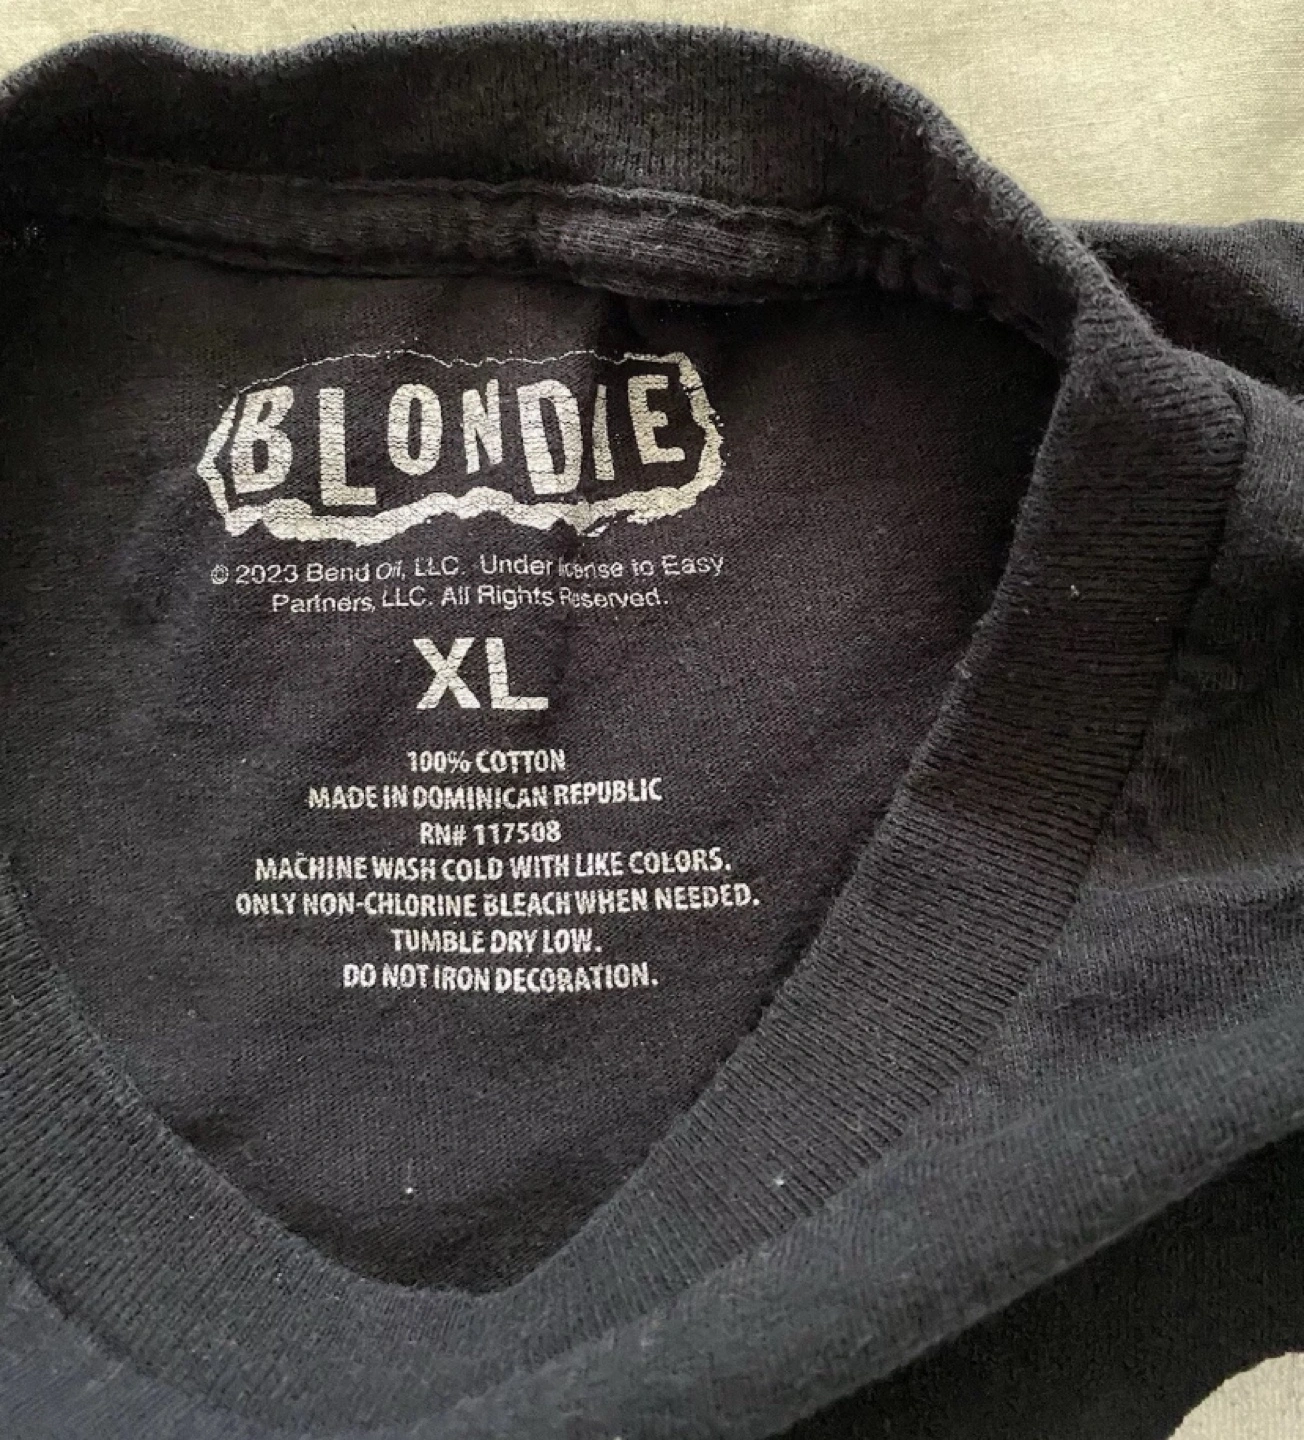 BLONDIE
© 2023 Bend Oil, LLC. Under license to Easy
Partners, LLC. All Rights Reserved.
XL
100% COTTON
MADE IN DOMINICAN REPUBLIC
RN# 117508
MACHINE WASH COLD WITH LIKE COLORS.
ONLY NON-CHLORINE BLEACH WHEN NEEDED.
TUMBLE DRY LOW.
DO NOT IRON DECORATION.